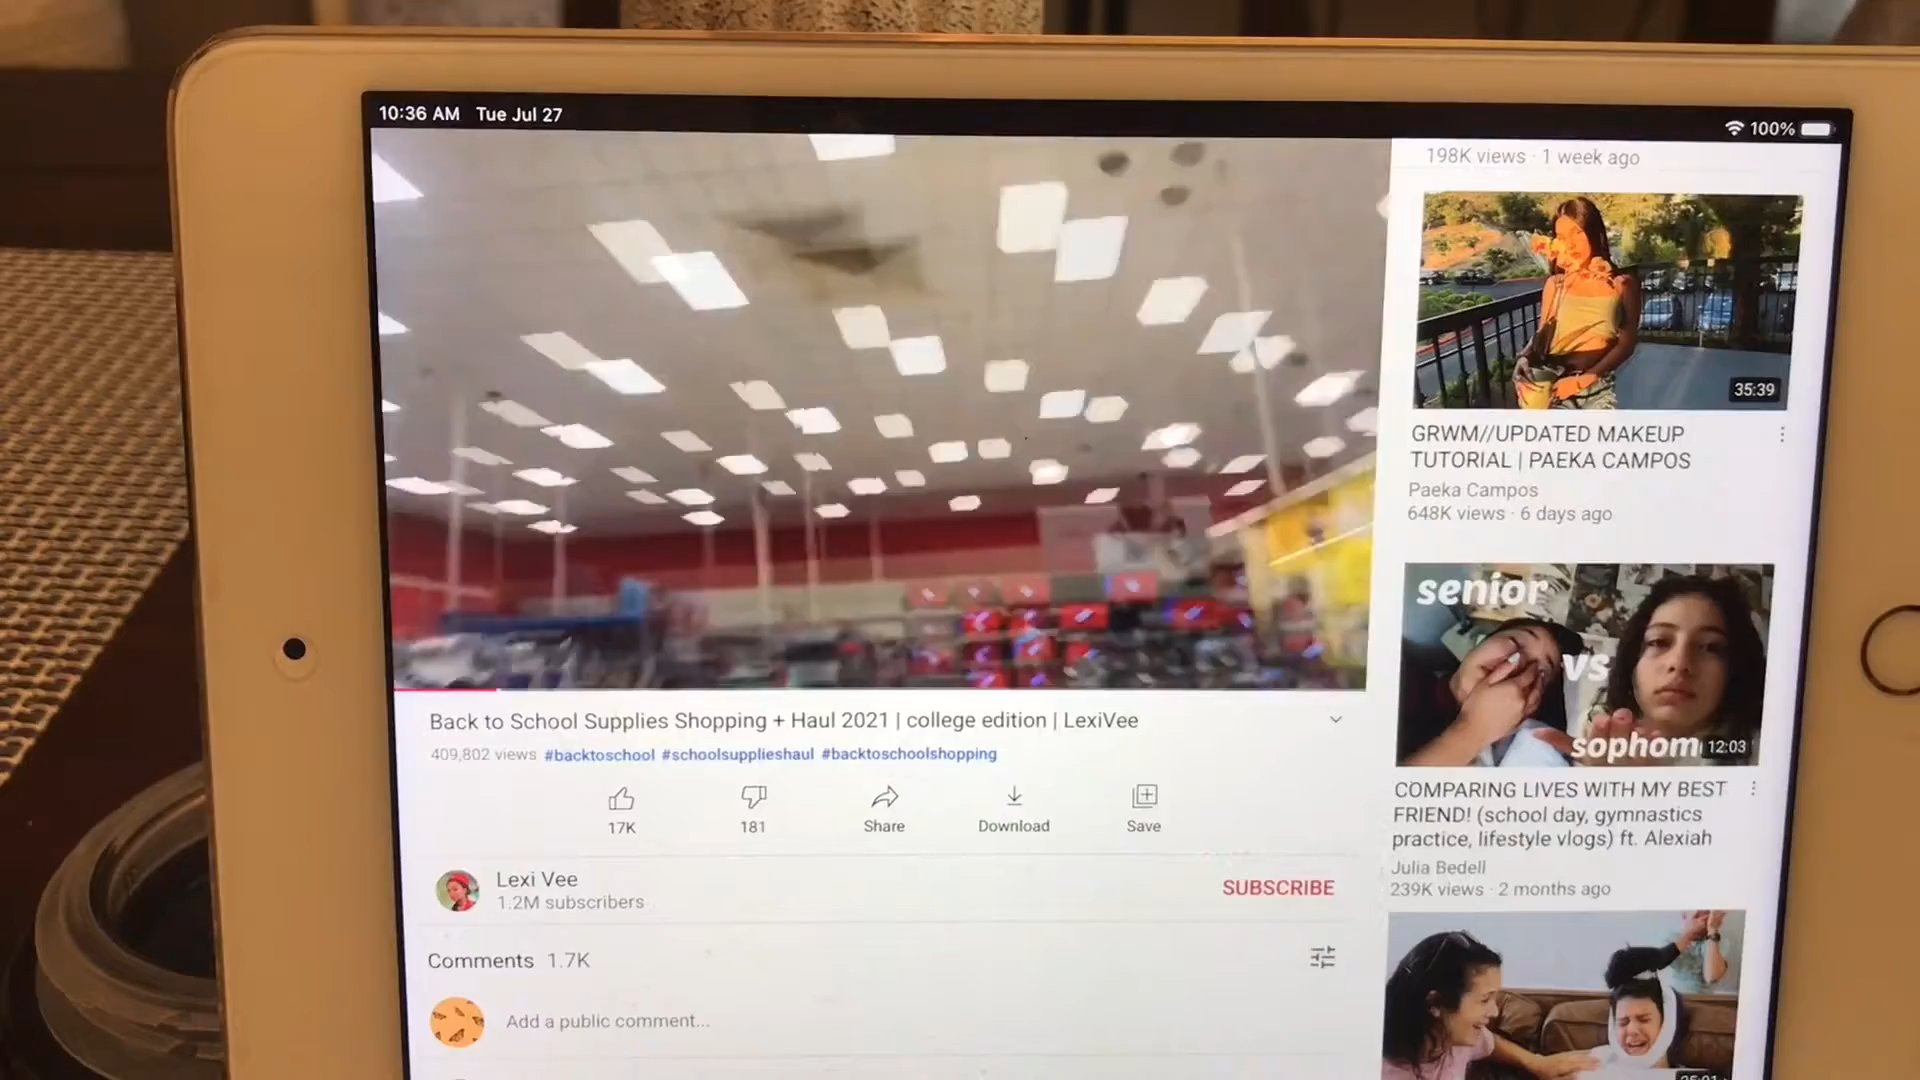 10:36 AM Tue Jul 27
100%
198K views · 1 week ago
35:39
GRWM//UPDATED MAKEUP
TUTORIAL | PAEKA CAMPOS
Paeka Campos
648K views · 6 days ago
senior
vs
sophom
12:03
COMPARING LIVES WITH MY BEST
FRIEND! (school day, gymnastics
practice, lifestyle vlogs) ft. Alexiah
Julia Bedell
239K views · 2 months ago
Back to School Supplies Shopping + Haul 2021 | college edition | LexiVee
409,802 views #backtoschool #schoolsupplieshaul #backtoschoolshopping
17K
181
Share
Download
Save
Lexi Vee
1.2M subscribers
SUBSCRIBE
Comments 1.7K
Add a public comment...